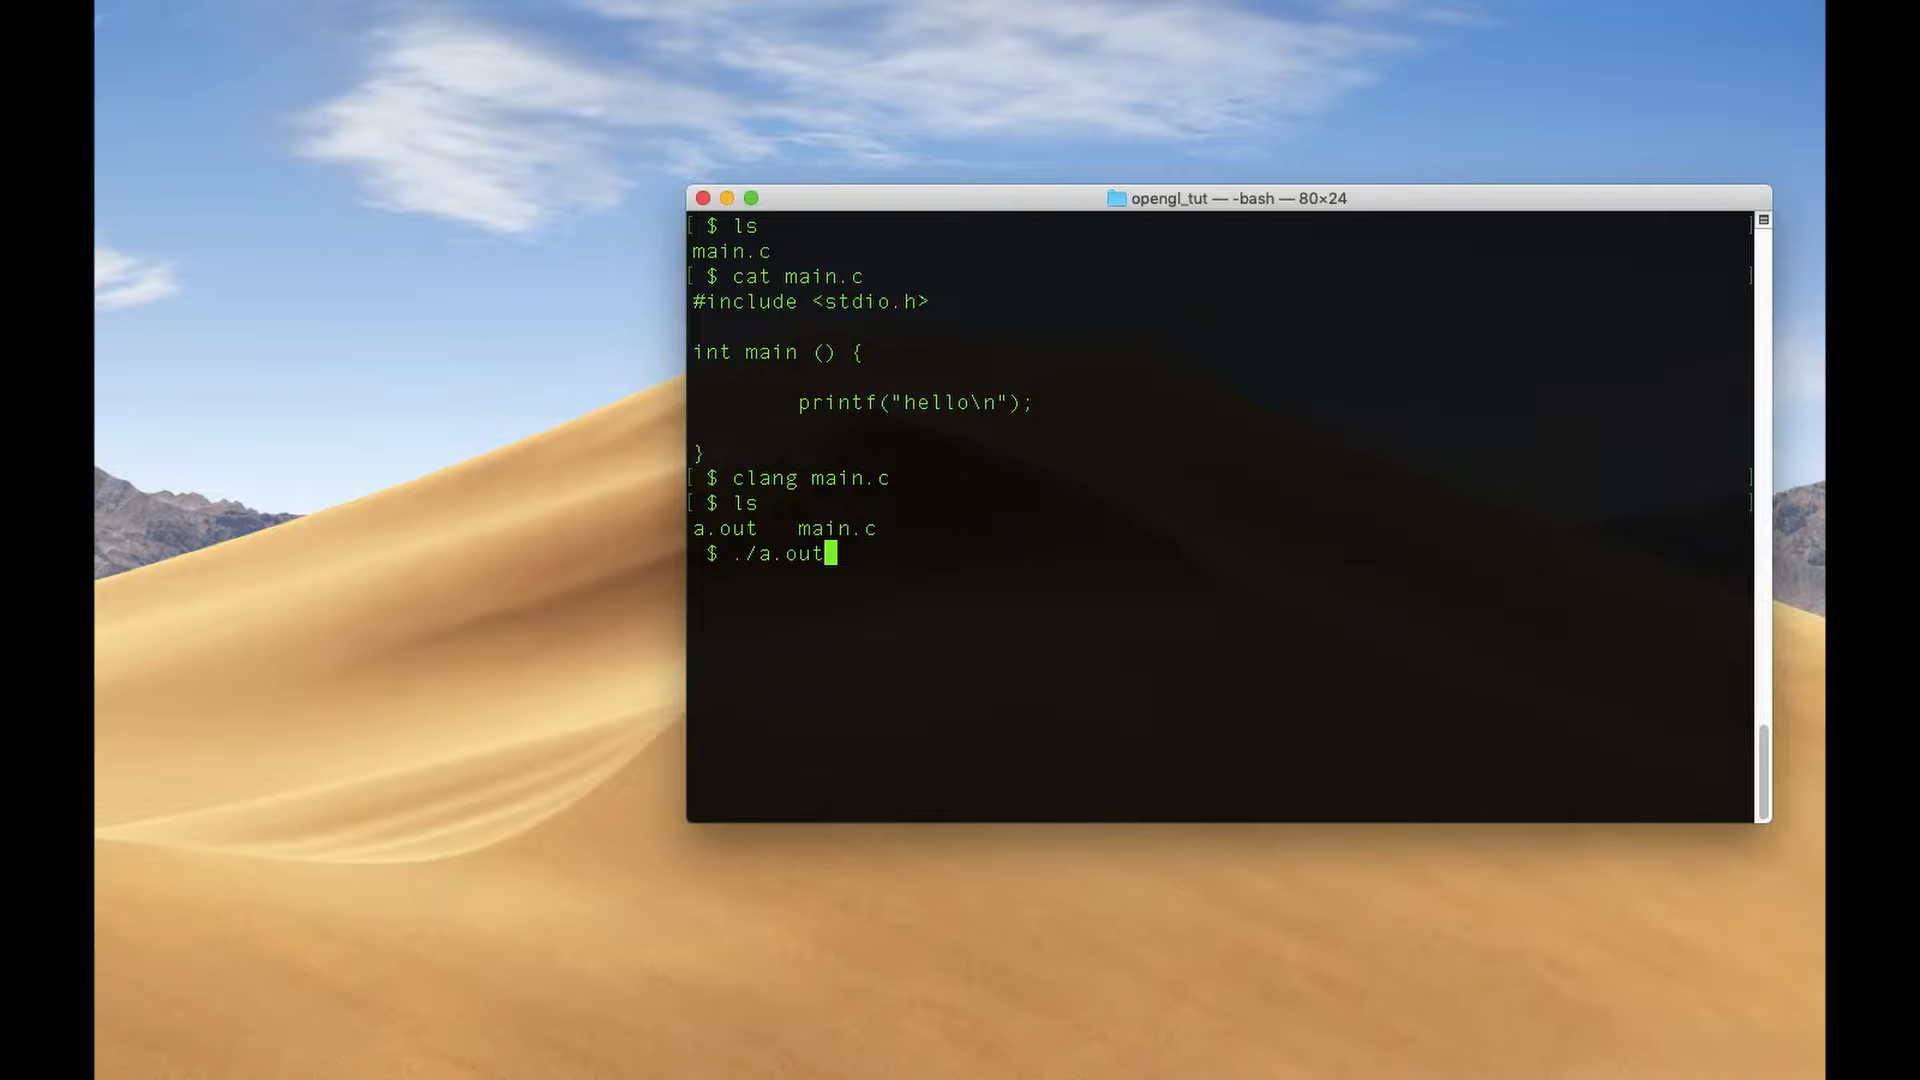 opengl_tut — -bash — 80×24
[ $ ls ]
main.c
[ $ cat main.c ]
#include <stdio.h>
int main () {
        printf("hello\n");
}
[ $ clang main.c ]
[ $ ls ]
a.out   main.c
$ ./a.out